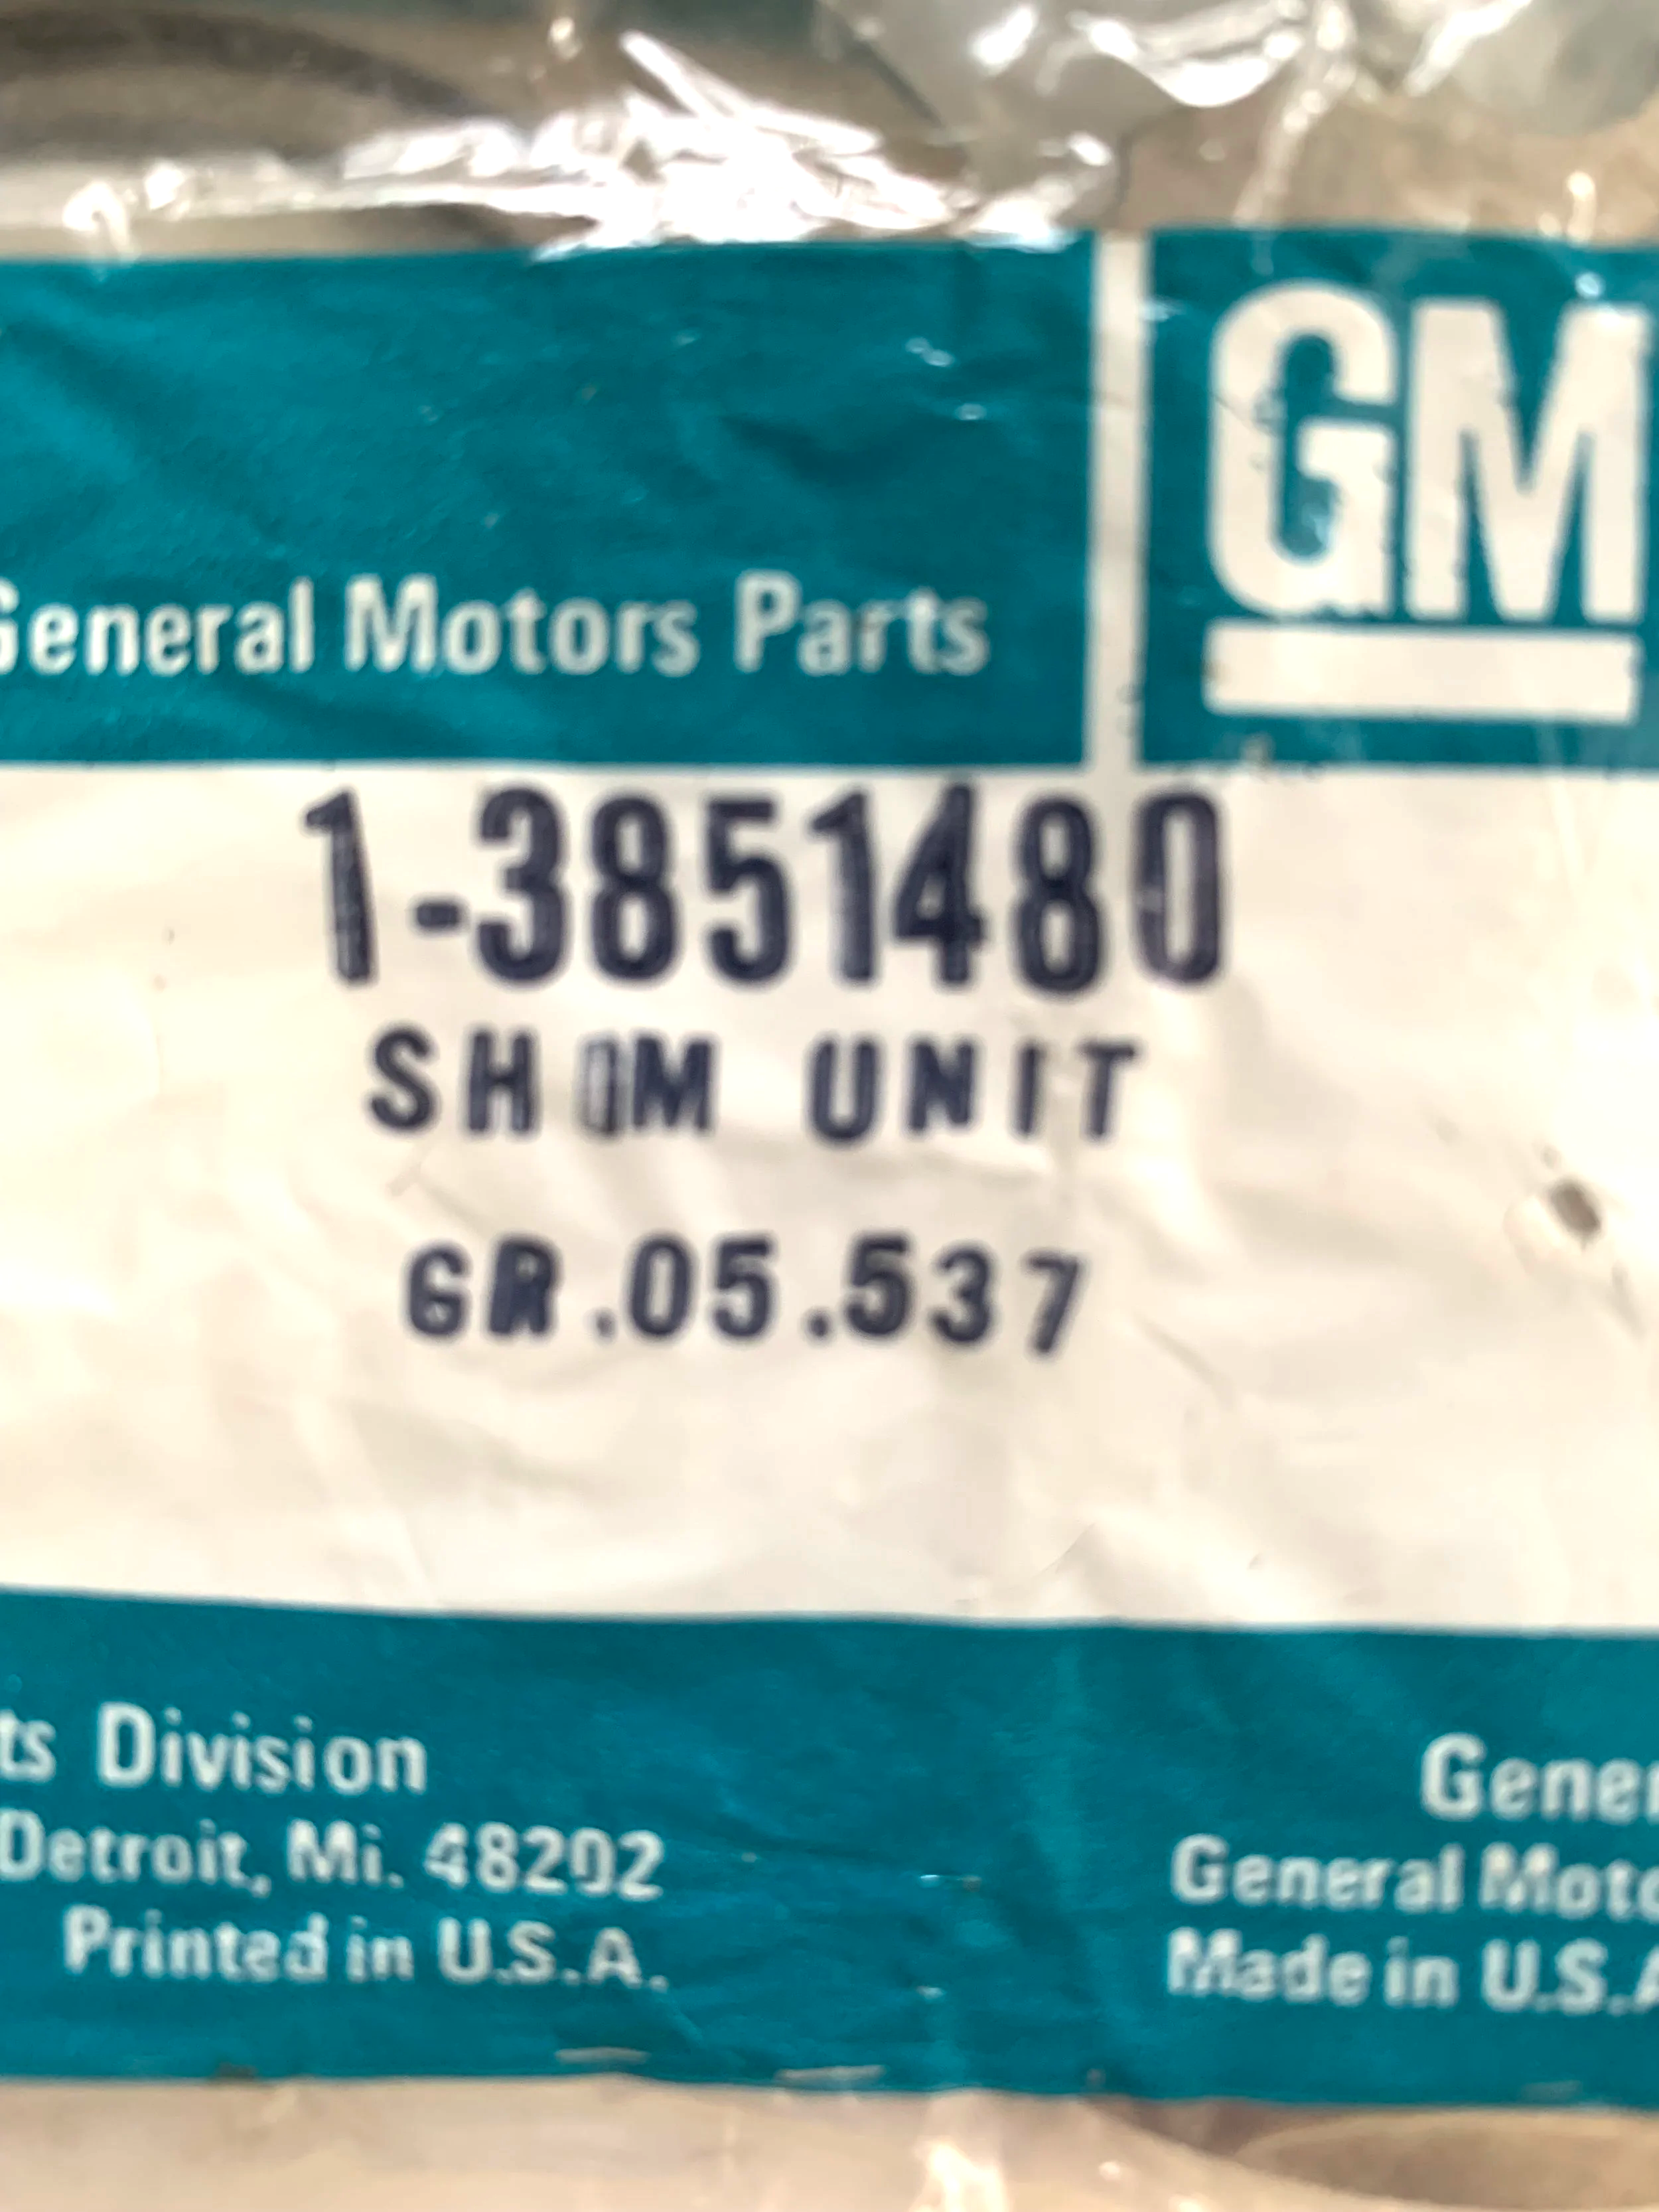 GM
General Motors Parts
1-3851480
SHIM UNIT
GR.05.537
ts Division
Detroit, Mi. 48202
Printed in U.S.A.
Gener
General Moto
Made in U.S.A